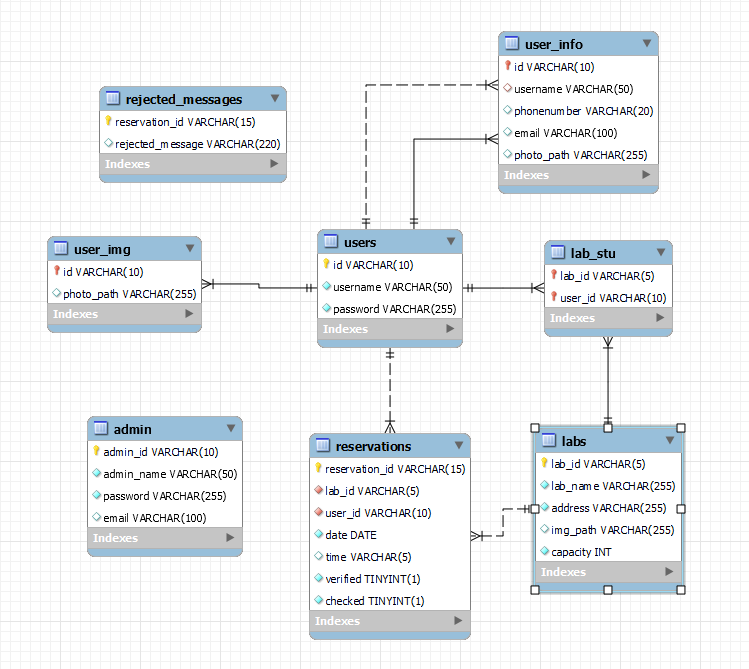 user_info
id VARCHAR(10)
username VARCHAR(50)
phonenumber VARCHAR(20)
email VARCHAR(100)
photo_path VARCHAR(255)
Indexes
rejected_messages
reservation_id VARCHAR(15)
rejected_message VARCHAR(220)
Indexes
user_img
id VARCHAR(10)
photo_path VARCHAR(255)
Indexes
users
id VARCHAR(10)
username VARCHAR(50)
password VARCHAR(255)
Indexes
lab_stu
lab_id VARCHAR(5)
user_id VARCHAR(10)
Indexes
admin
admin_id VARCHAR(10)
admin_name VARCHAR(50)
password VARCHAR(255)
email VARCHAR(100)
Indexes
reservations
reservation_id VARCHAR(15)
lab_id VARCHAR(5)
user_id VARCHAR(10)
date DATE
time VARCHAR(5)
verified TINYINT(1)
checked TINYINT(1)
Indexes
labs
lab_id VARCHAR(5)
lab_name VARCHAR(255)
address VARCHAR(255)
img_path VARCHAR(255)
capacity INT
Indexes